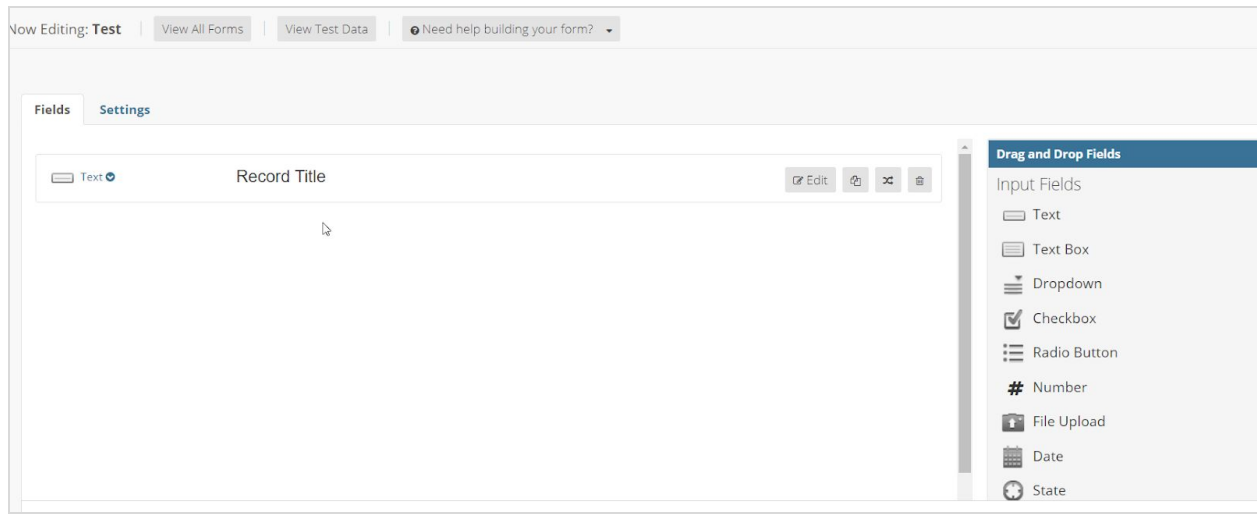 Now Editing: Test
View All Forms
View Test Data
Need help building your form?
Fields
Settings
Text
Record Title
Edit
Drag and Drop Fields
Input Fields
Text
Text Box
Dropdown
Checkbox
Radio Button
# Number
File Upload
Date
State